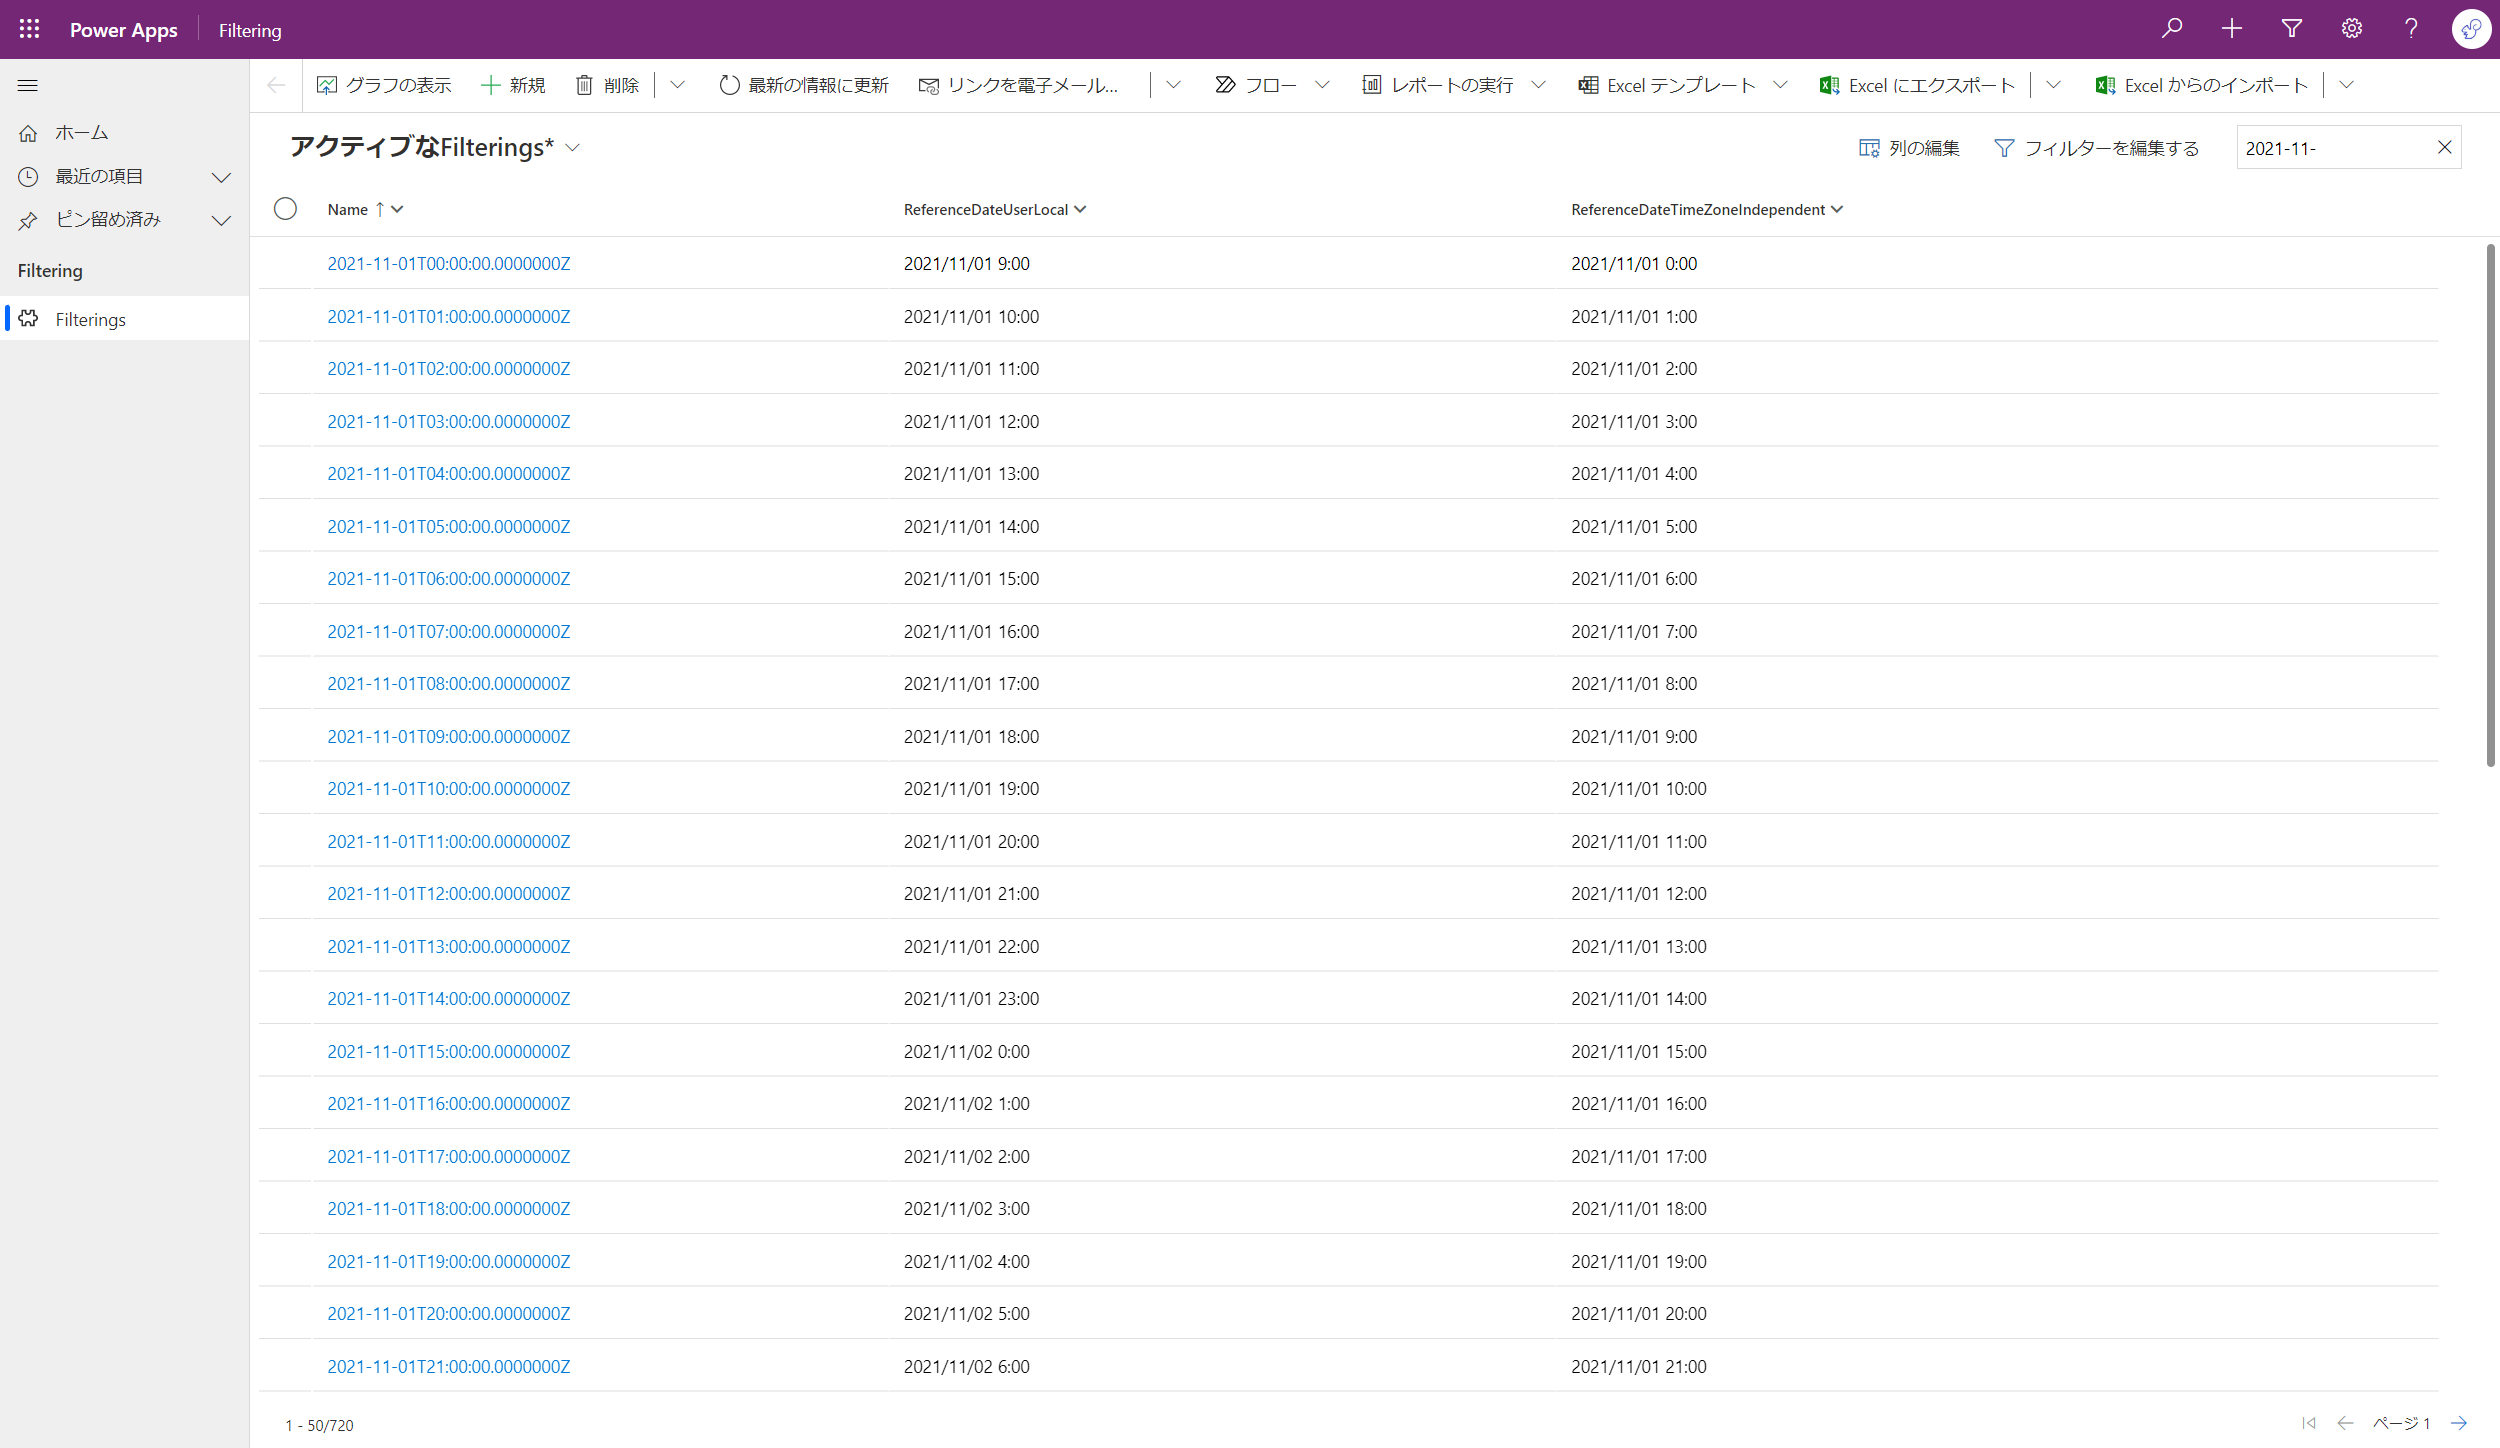 Power Apps
Filtering
グラフの表示 新規 削除 最新の情報に更新 リンクを電子メール... フロー レポートの実行 Excel テンプレート Excel にエクスポート Excel からのインポート
ホーム
最近の項目
ピン留め済み
Filtering
Filterings
アクティブなFilterings*
列の編集 フィルターを編集する 2021-11-
Name ↑ ReferenceDateUserLocal ReferenceDateTimeZoneIndependent
2021-11-01T00:00:00.0000000Z 2021/11/01 9:00 2021/11/01 0:00
2021-11-01T01:00:00.0000000Z 2021/11/01 10:00 2021/11/01 1:00
2021-11-01T02:00:00.0000000Z 2021/11/01 11:00 2021/11/01 2:00
2021-11-01T03:00:00.0000000Z 2021/11/01 12:00 2021/11/01 3:00
2021-11-01T04:00:00.0000000Z 2021/11/01 13:00 2021/11/01 4:00
2021-11-01T05:00:00.0000000Z 2021/11/01 14:00 2021/11/01 5:00
2021-11-01T06:00:00.0000000Z 2021/11/01 15:00 2021/11/01 6:00
2021-11-01T07:00:00.0000000Z 2021/11/01 16:00 2021/11/01 7:00
2021-11-01T08:00:00.0000000Z 2021/11/01 17:00 2021/11/01 8:00
2021-11-01T09:00:00.0000000Z 2021/11/01 18:00 2021/11/01 9:00
2021-11-01T10:00:00.0000000Z 2021/11/01 19:00 2021/11/01 10:00
2021-11-01T11:00:00.0000000Z 2021/11/01 20:00 2021/11/01 11:00
2021-11-01T12:00:00.0000000Z 2021/11/01 21:00 2021/11/01 12:00
2021-11-01T13:00:00.0000000Z 2021/11/01 22:00 2021/11/01 13:00
2021-11-01T14:00:00.0000000Z 2021/11/01 23:00 2021/11/01 14:00
2021-11-01T15:00:00.0000000Z 2021/11/02 0:00 2021/11/01 15:00
2021-11-01T16:00:00.0000000Z 2021/11/02 1:00 2021/11/01 16:00
2021-11-01T17:00:00.0000000Z 2021/11/02 2:00 2021/11/01 17:00
2021-11-01T18:00:00.0000000Z 2021/11/02 3:00 2021/11/01 18:00
2021-11-01T19:00:00.0000000Z 2021/11/02 4:00 2021/11/01 19:00
2021-11-01T20:00:00.0000000Z 2021/11/02 5:00 2021/11/01 20:00
2021-11-01T21:00:00.0000000Z 2021/11/02 6:00 2021/11/01 21:00
1 - 50/720 ページ 1